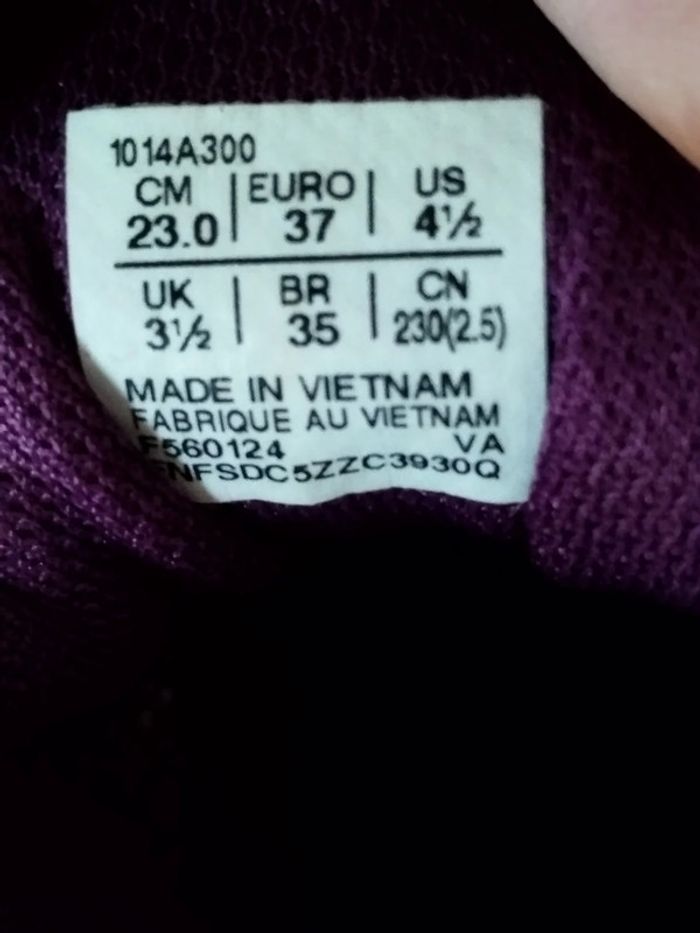 1014A300
CM | EURO | US
23.0 | 37 | 4½
UK | BR | CN
3½ | 35 | 230(2.5)
MADE IN VIETNAM
FABRIQUE AU VIETNAM
F560124 VA
NFSDC5ZZC3930Q